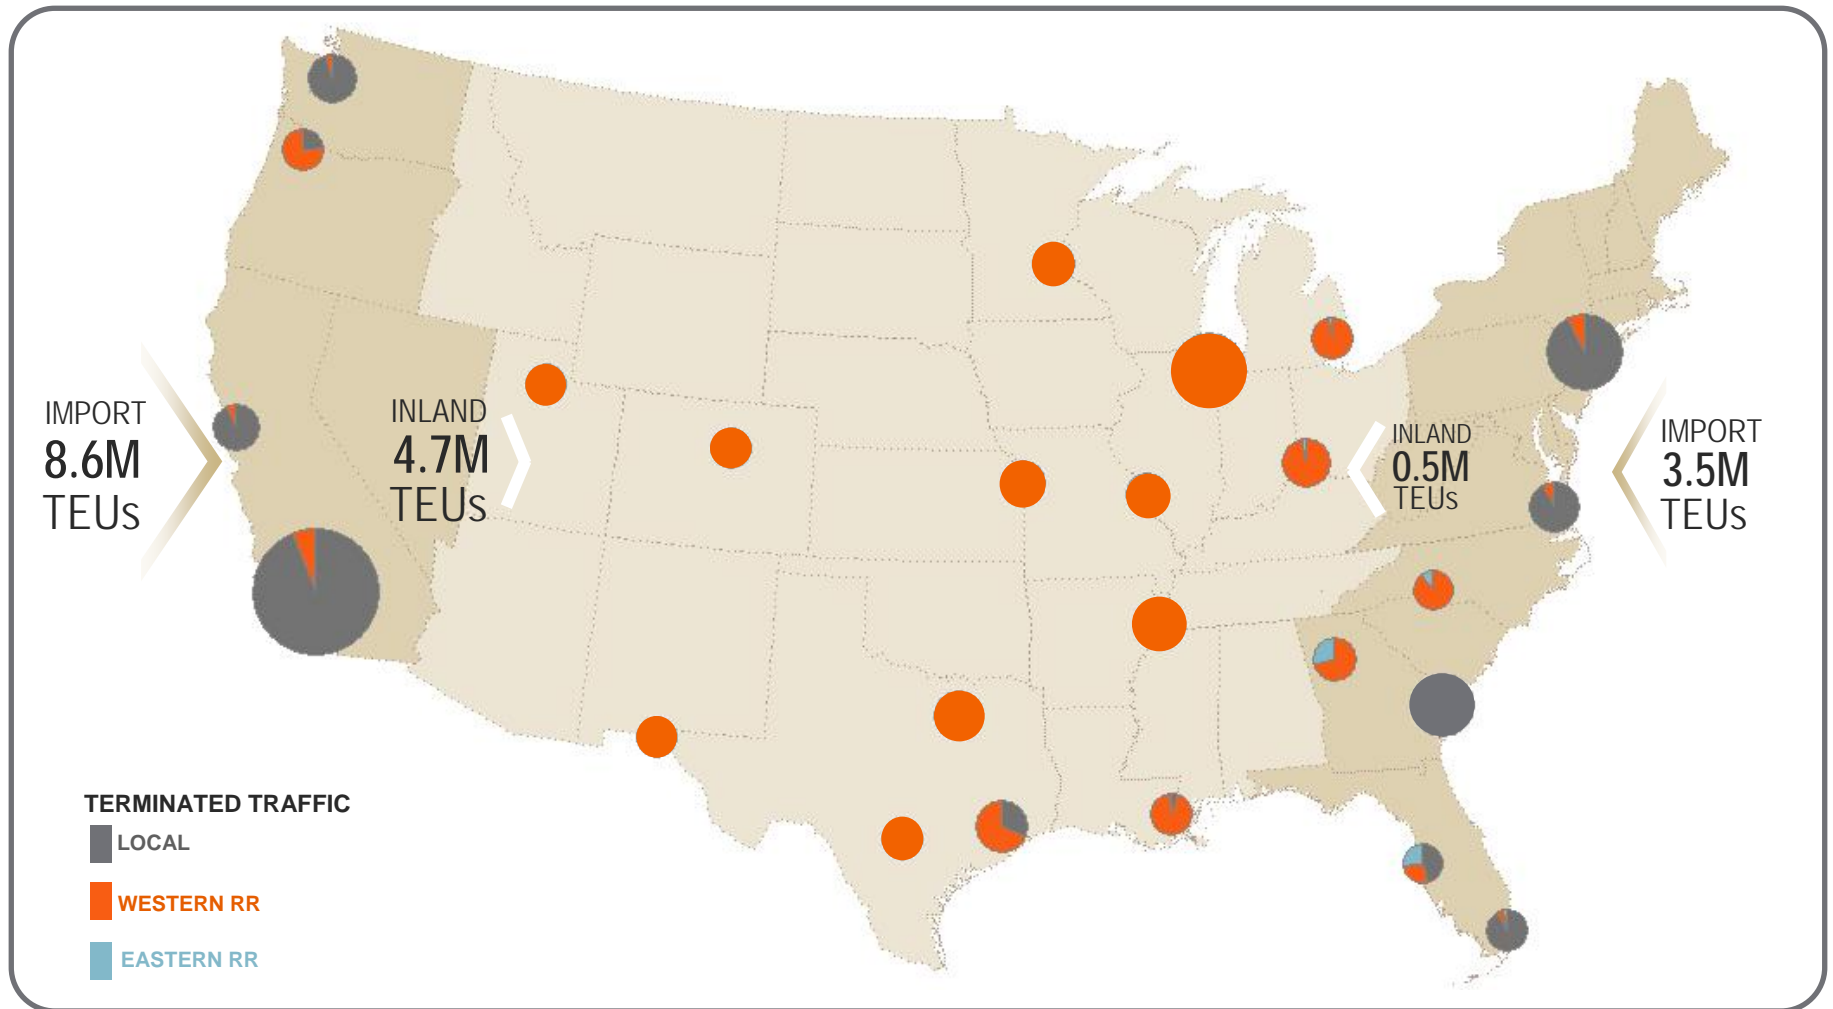 IMPORT
8.6M
TEUs
INLAND
4.7M
TEUs
INLAND
0.5M
TEUs
IMPORT
3.5M
TEUs
TERMINATED TRAFFIC
LOCAL
WESTERN RR
EASTERN RR